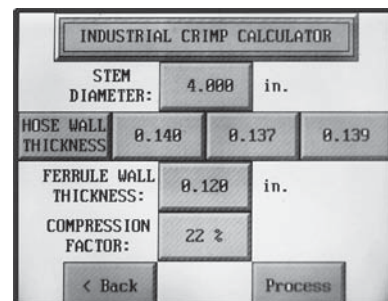 INDUSTRIAL CRIMP CALCULATOR
STEM
DIAMETER: 4.000 in.
HOSE WALL
THICKNESS 0.140 0.137 0.139
FERRULE WALL
THICKNESS: 0.120 in.
COMPRESSION
FACTOR: 22 %
< Back Process